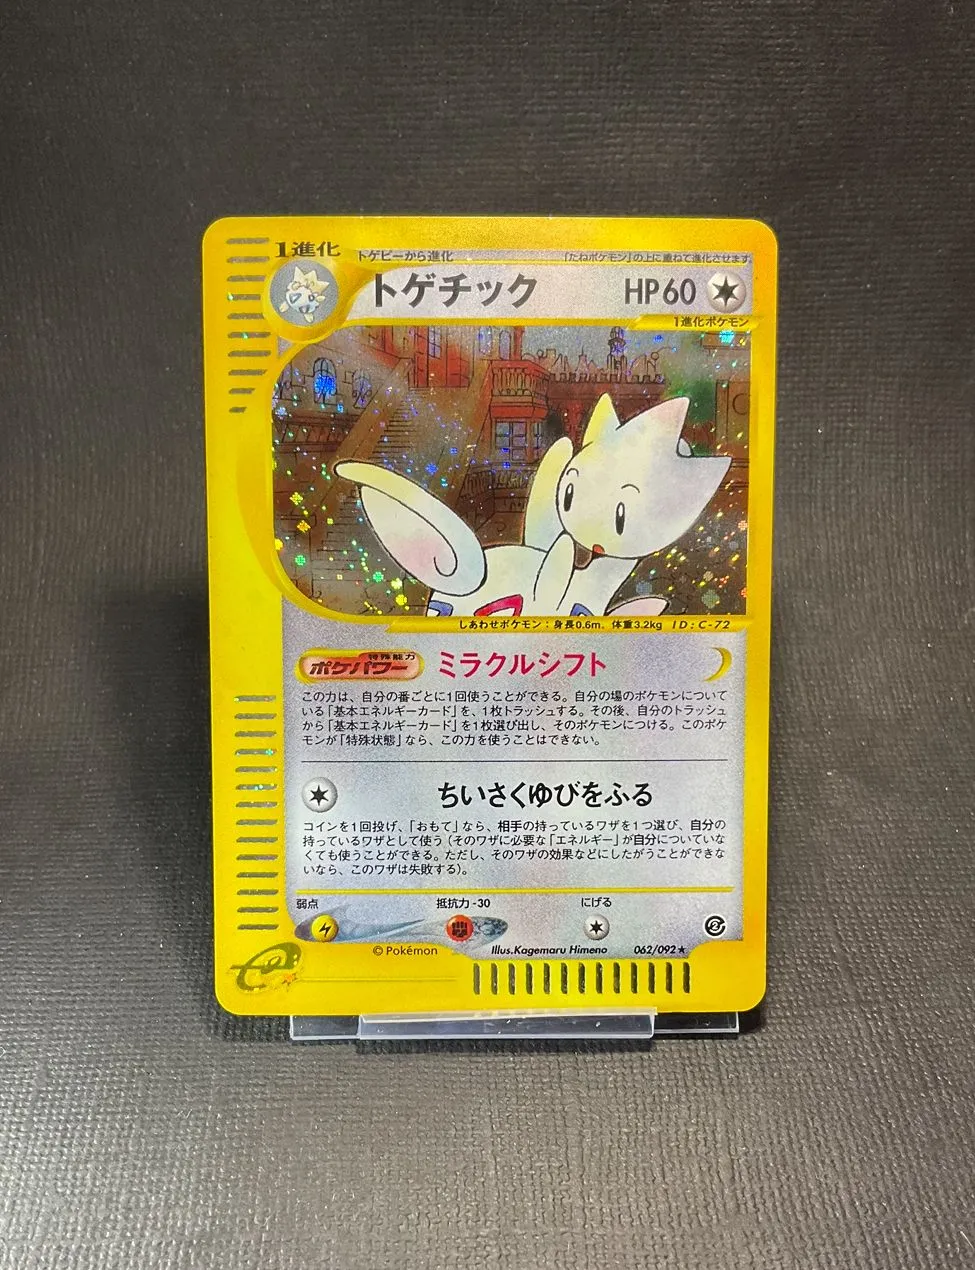 1進化
トゲピーから進化
「たねポケモン」の上に重ねて進化させます
トゲチック HP60
1進化ポケモン
しあわせポケモン：身長0.6m，体重3.2kg ID:C-72
特殊能力
ポケパワー ミラクルシフト
この力は、自分の番ごとに1回使うことができる。自分の場のポケモンについて
いる「基本エネルギーカード」を、1枚トラッシュする。その後、自分のトラッシュ
から「基本エネルギーカード」を1枚選び出し、そのポケモンにつける。このポケ
モンが「特殊状態」なら、この力を使うことはできない。
ちいさくゆびをふる
コインを1回投げ、「おもて」なら、相手の持っているワザを1つ選び、自分の
持っているワザとして使う（そのワザに必要な「エネルギー」が自分についていな
くても使うことができる。ただし、そのワザの効果などにしたがうことができな
いなら、このワザは失敗する）。
弱点 抵抗力-30 にげる
© Pokémon Illus.Kagemaru Himeno 062/092★
e